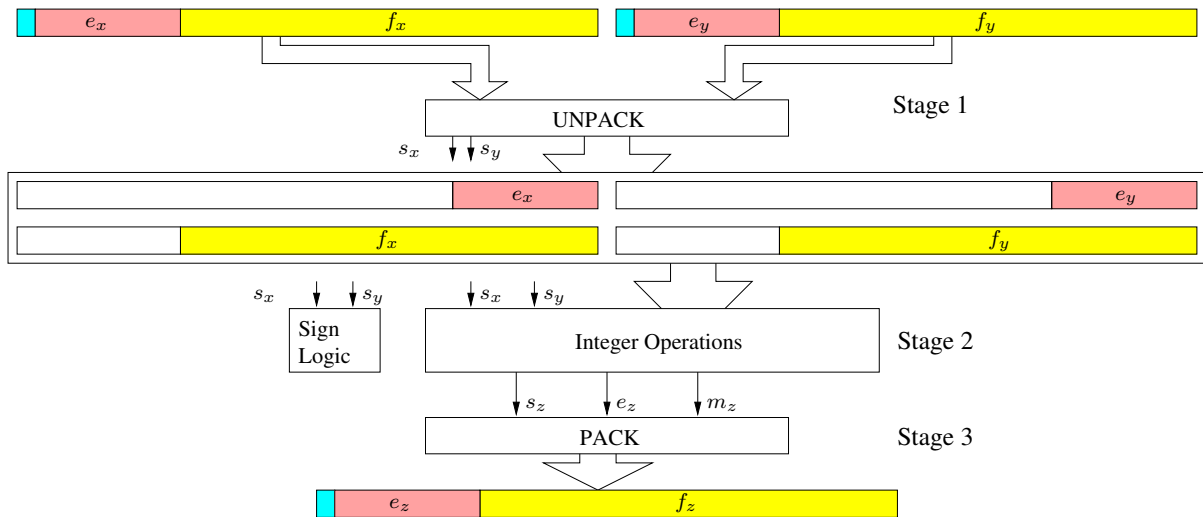 e_x f_x e_y f_y
Stage 1
UNPACK
s_x s_y
e_x e_y
f_x f_y
s_x s_y s_x s_y
Sign
Logic
Integer Operations
Stage 2
s_z e_z m_z
PACK
Stage 3
e_z f_z